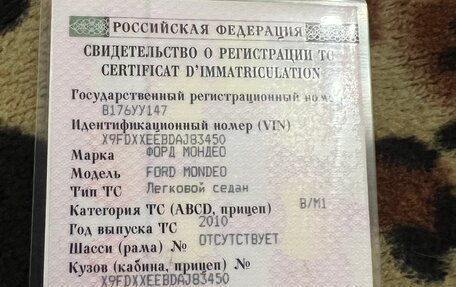 РОССИЙСКАЯ ФЕДЕРАЦИЯ
СВИДЕТЕЛЬСТВО О РЕГИСТРАЦИИ ТС
CERTIFICAT D’IMMATRICULATION
Государственный регистрационный номер
В176УУ147
Идентификационный номер (VIN)
X9FDXXEEBDAJ83450
Марка ФОРД МОНДЕО
Модель FORD MONDEO
Тип ТС Легковой седан
Категория ТС (ABCD, прицеп) B/M1
Год выпуска ТС 2010
Шасси (рама) № ОТСУТСТВУЕТ
Кузов (кабина, прицеп) №
X9FDXXEEBDAJ83450